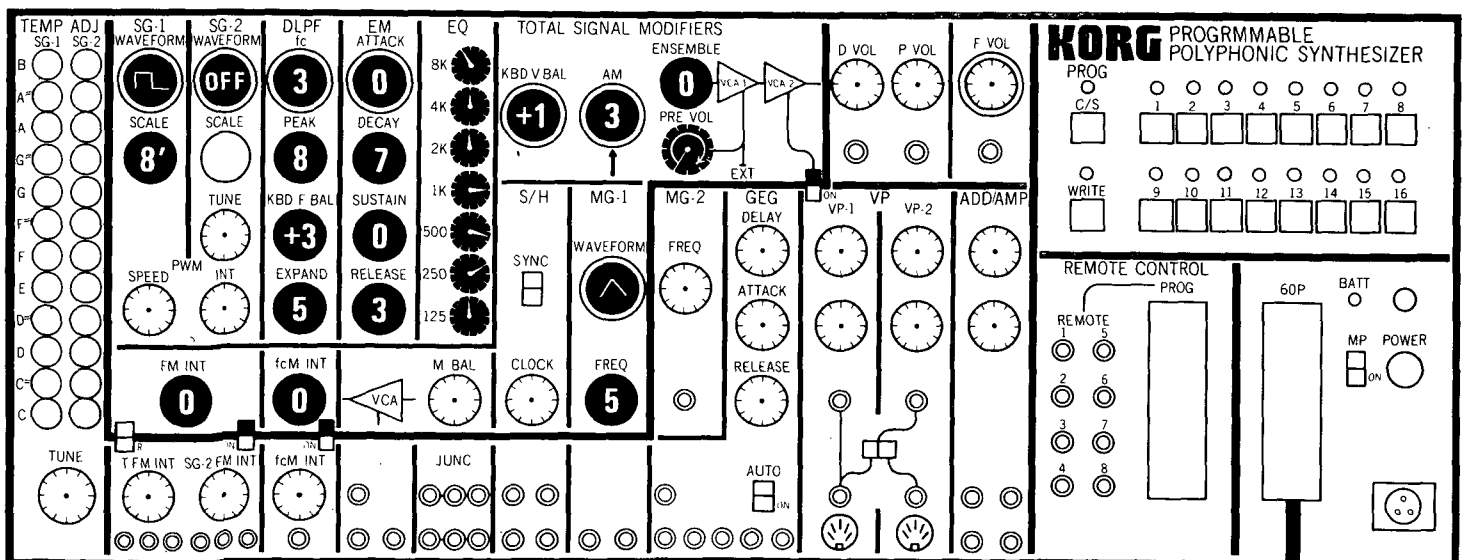 TEMP ADJ
SG-1 SG-2
B
A#
A
G#
G
F#
F
E
D#
D
C#
C
TUNE
SG-1
WAVEFORM
SCALE
8'
SPEED
PWM
SG-2
WAVEFORM
OFF
SCALE
TUNE
INT
FM INT
0
R
ON
T FM INT SG-2 FM INT
DLPF
fc
3
PEAK
8
KBD F BAL
+3
EXPAND
5
fcM INT
0
ON
fcM INT
EM
ATTACK
0
DECAY
7
SUSTAIN
0
RELEASE
3
EQ
8K
4K
2K
1K
500
250
125
VCA
M BAL
JUNC
TOTAL SIGNAL MODIFIERS
KBD V BAL
+1
AM
3
ENSEMBLE
0
PRE VOL
VCA 1
VCA 2
EXT
ON
S/H
SYNC
CLOCK
MG-1
WAVEFORM
FREQ
5
MG-2
FREQ
GEG
DELAY
ATTACK
RELEASE
AUTO
ON
D VOL P VOL F VOL
VP
VP-1 VP-2
ADD/AMP
KORG PROGRMMABLE
POLYPHONIC SYNTHESIZER
PROG
C/S
1 2 3 4 5 6 7 8
WRITE
9 10 11 12 13 14 15 16
REMOTE CONTROL
PROG
REMOTE
1 5
2 6
3 7
4 8
60P
BATT
MP
ON
POWER